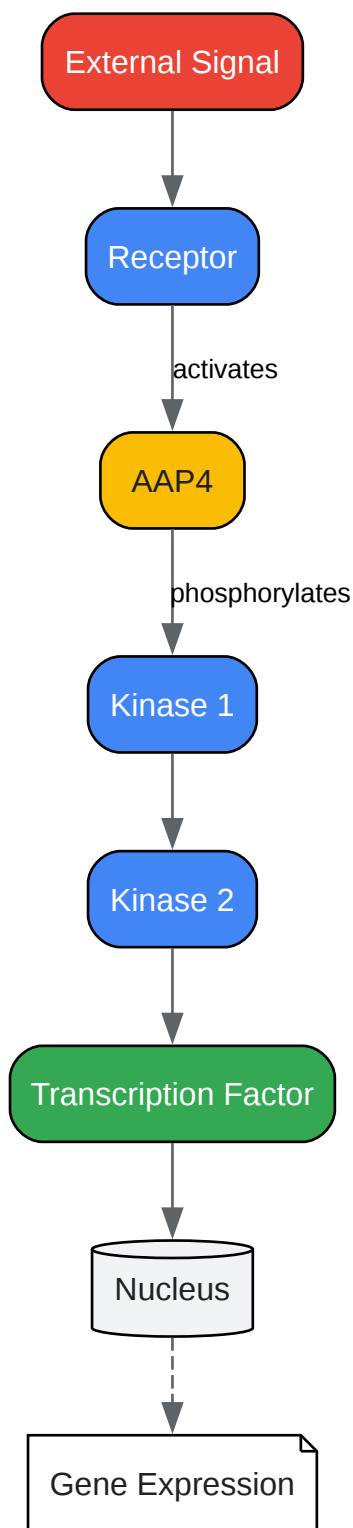 External Signal
Receptor
activates
AAP4
phosphorylates
Kinase 1
Kinase 2
Transcription Factor
Nucleus
Gene Expression